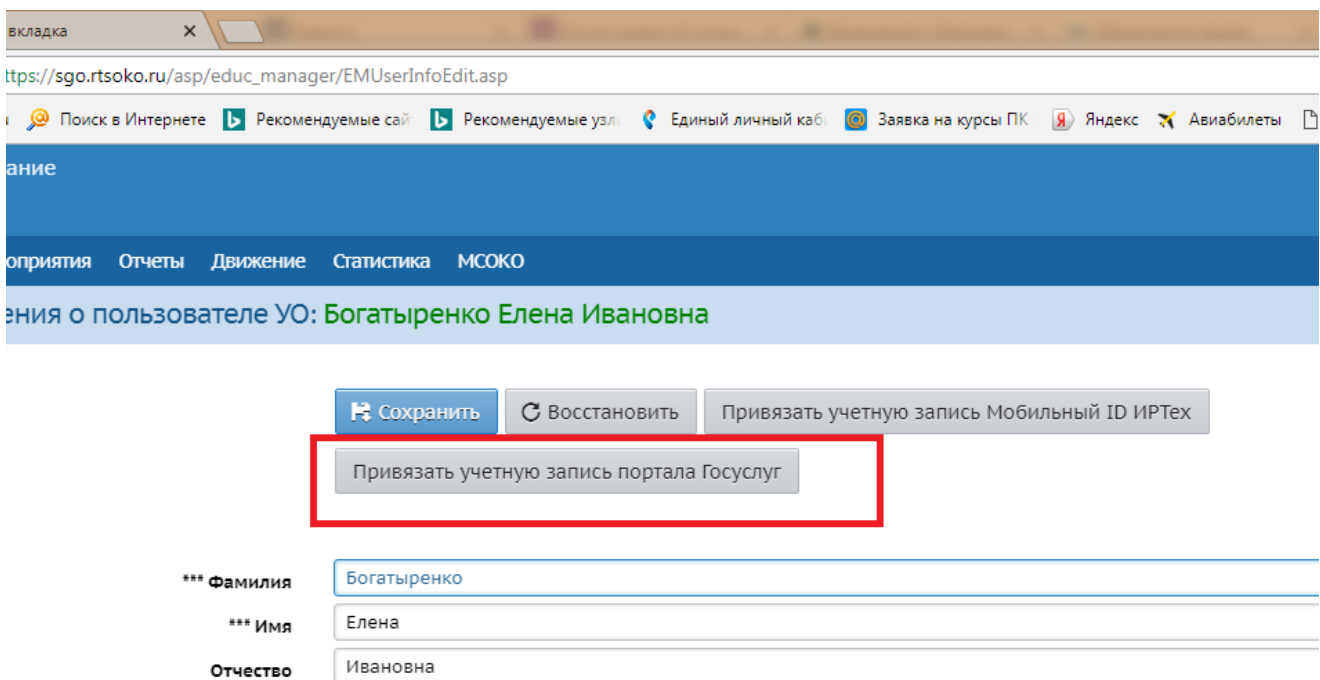 вкладка
ttps://sgo.rtsoko.ru/asp/educ_manager/EMUserInfoEdit.asp
Поиск в Интернете Рекомендуемые сай Рекомендуемые узл Единый личный каб Заявка на курсы ПК Яндекс Авиабилеты
ание
оприятия Отчеты Движение Статистика МСОКО
ения о пользователе УО: Богатыренко Елена Ивановна
Сохранить Восстановить Привязать учетную запись Мобильный ID ИРТех
Привязать учетную запись портала Госуслуг
*** Фамилия Богатыренко
*** Имя Елена
Отчество Ивановна